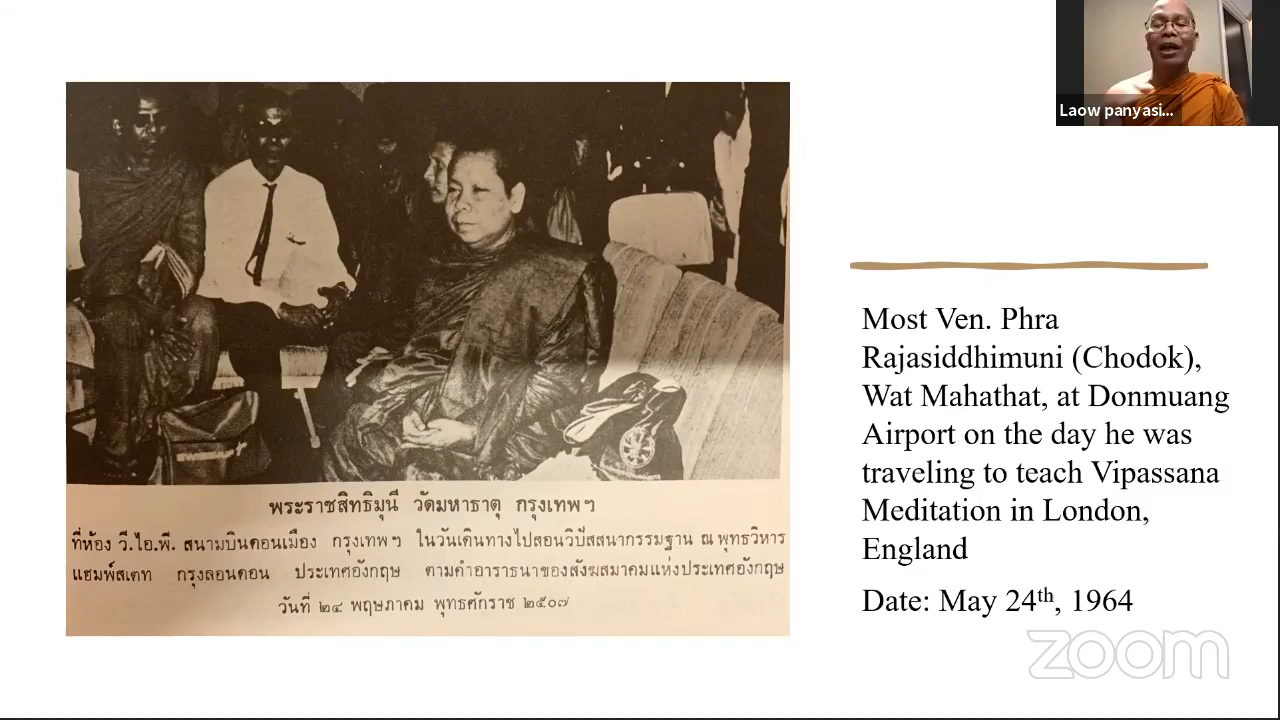 Laow panyasi...
พระราชสิทธิมุนี วัดมหาธาตุ กรุงเทพฯ
ที่ห้อง วี.ไอ.พี. สนามบินดอนเมือง กรุงเทพฯ ในวันเดินทางไปสอนวิปัสสนากรรมฐาน ณ พุทธวิหาร
แฮมพ์สเตท กรุงลอนดอน ประเทศอังกฤษ ตามคำอาราธนาของสังฆสมาคมแห่งประเทศอังกฤษ
วันที่ ๒๔ พฤษภาคม พุทธศักราช ๒๕๐๗
Most Ven. Phra
Rajasiddhimuni (Chodok),
Wat Mahathat, at Donmuang
Airport on the day he was
traveling to teach Vipassana
Meditation in London,
England
Date: May 24th, 1964
zoom